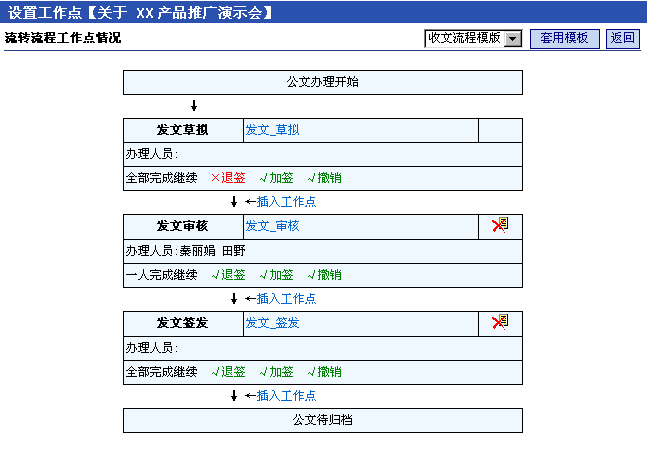 设置工作点【关于 XX产品推广演示会】
流转流程工作点情况 收文流程模版 套用模板 返回
公文办理开始
↓
发文草拟 发文_草拟
办理人员:
全部完成继续 ×退签 √加签 √撤销
↓ ←插入工作点
发文审核 发文_审核
办理人员:秦丽娟 田野
一人完成继续 √退签 √加签 √撤销
↓ ←插入工作点
发文签发 发文_签发
办理人员:
全部完成继续 √退签 √加签 √撤销
↓ ←插入工作点
公文待归档